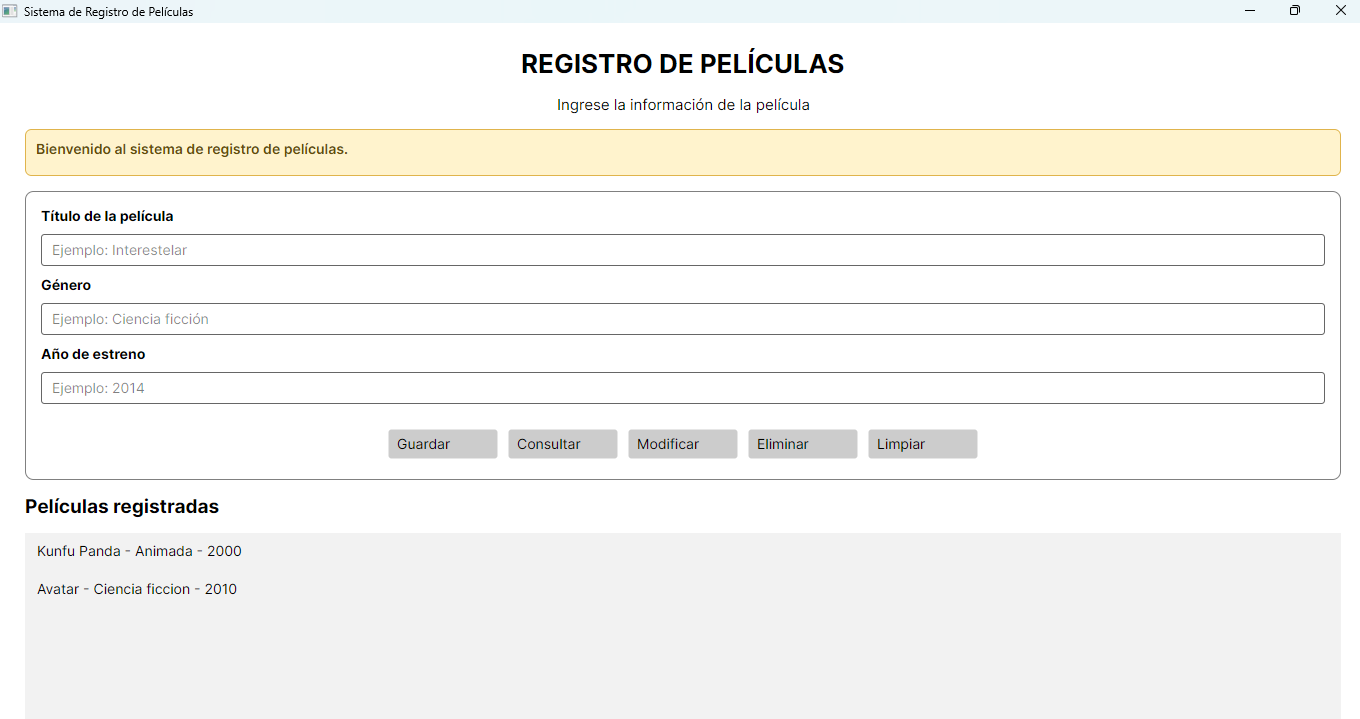 Sistema de Registro de Películas
REGISTRO DE PELÍCULAS
Ingrese la información de la película
Bienvenido al sistema de registro de películas.
Título de la película
Ejemplo: Interestelar
Género
Ejemplo: Ciencia ficción
Año de estreno
Ejemplo: 2014
Guardar Consultar Modificar Eliminar Limpiar
Películas registradas
Kunfu Panda - Animada - 2000
Avatar - Ciencia ficcion - 2010